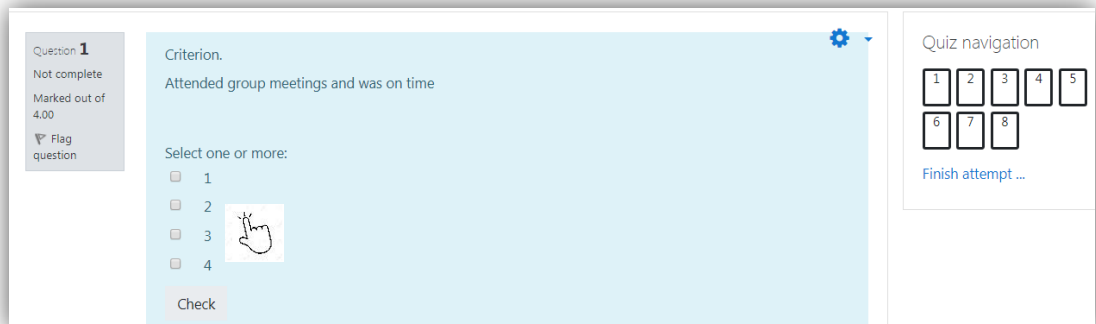 Question 1
Not complete
Marked out of
4.00
Flag
question
Criterion.
Attended group meetings and was on time
Select one or more:
1
2
3
4
Check
Quiz navigation
1 2 3 4 5
6 7 8
Finish attempt ...